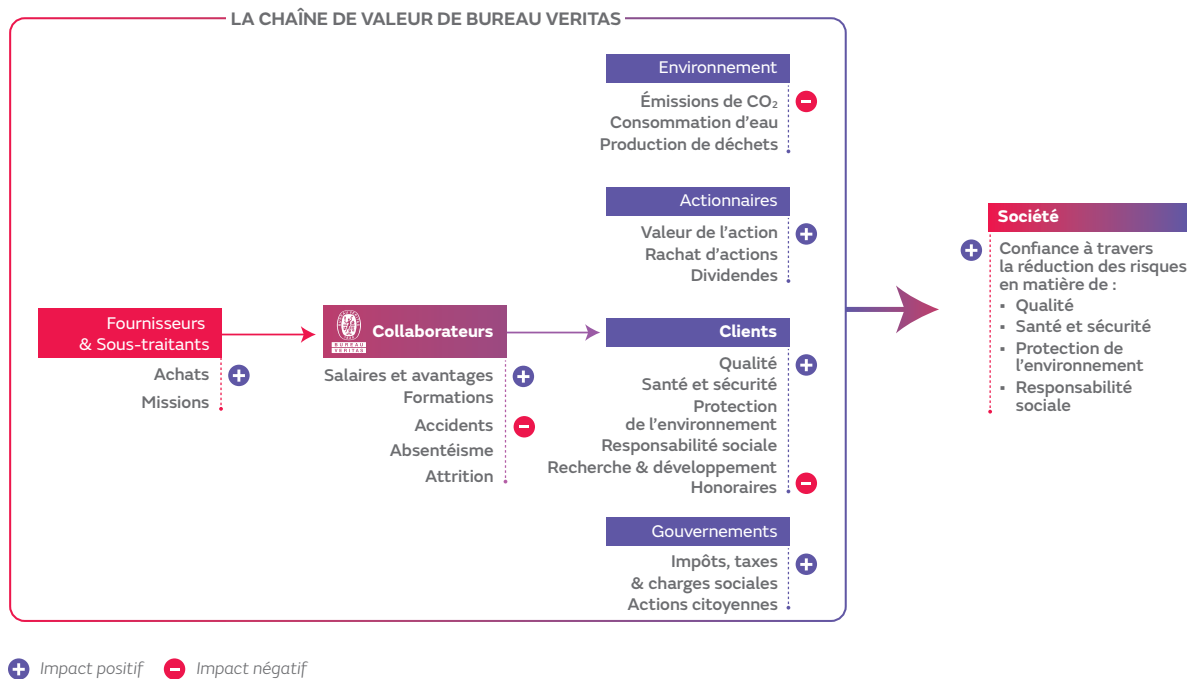 LA CHAÎNE DE VALEUR DE BUREAU VERITAS
Fournisseurs
& Sous-traitants
Achats
Missions
BUREAU
VERITAS
Collaborateurs
Salaires et avantages
Formations
Accidents
Absentéisme
Attrition
Environnement
Émissions de CO₂
Consommation d'eau
Production de déchets
Actionnaires
Valeur de l'action
Rachat d'actions
Dividendes
Clients
Qualité
Santé et sécurité
Protection
de l'environnement
Responsabilité sociale
Recherche & développement
Honoraires
Gouvernements
Impôts, taxes
& charges sociales
Actions citoyennes
Société
Confiance à travers
la réduction des risques
en matière de :
▪ Qualité
▪ Santé et sécurité
▪ Protection de
l'environnement
▪ Responsabilité
sociale
Impact positif
Impact négatif